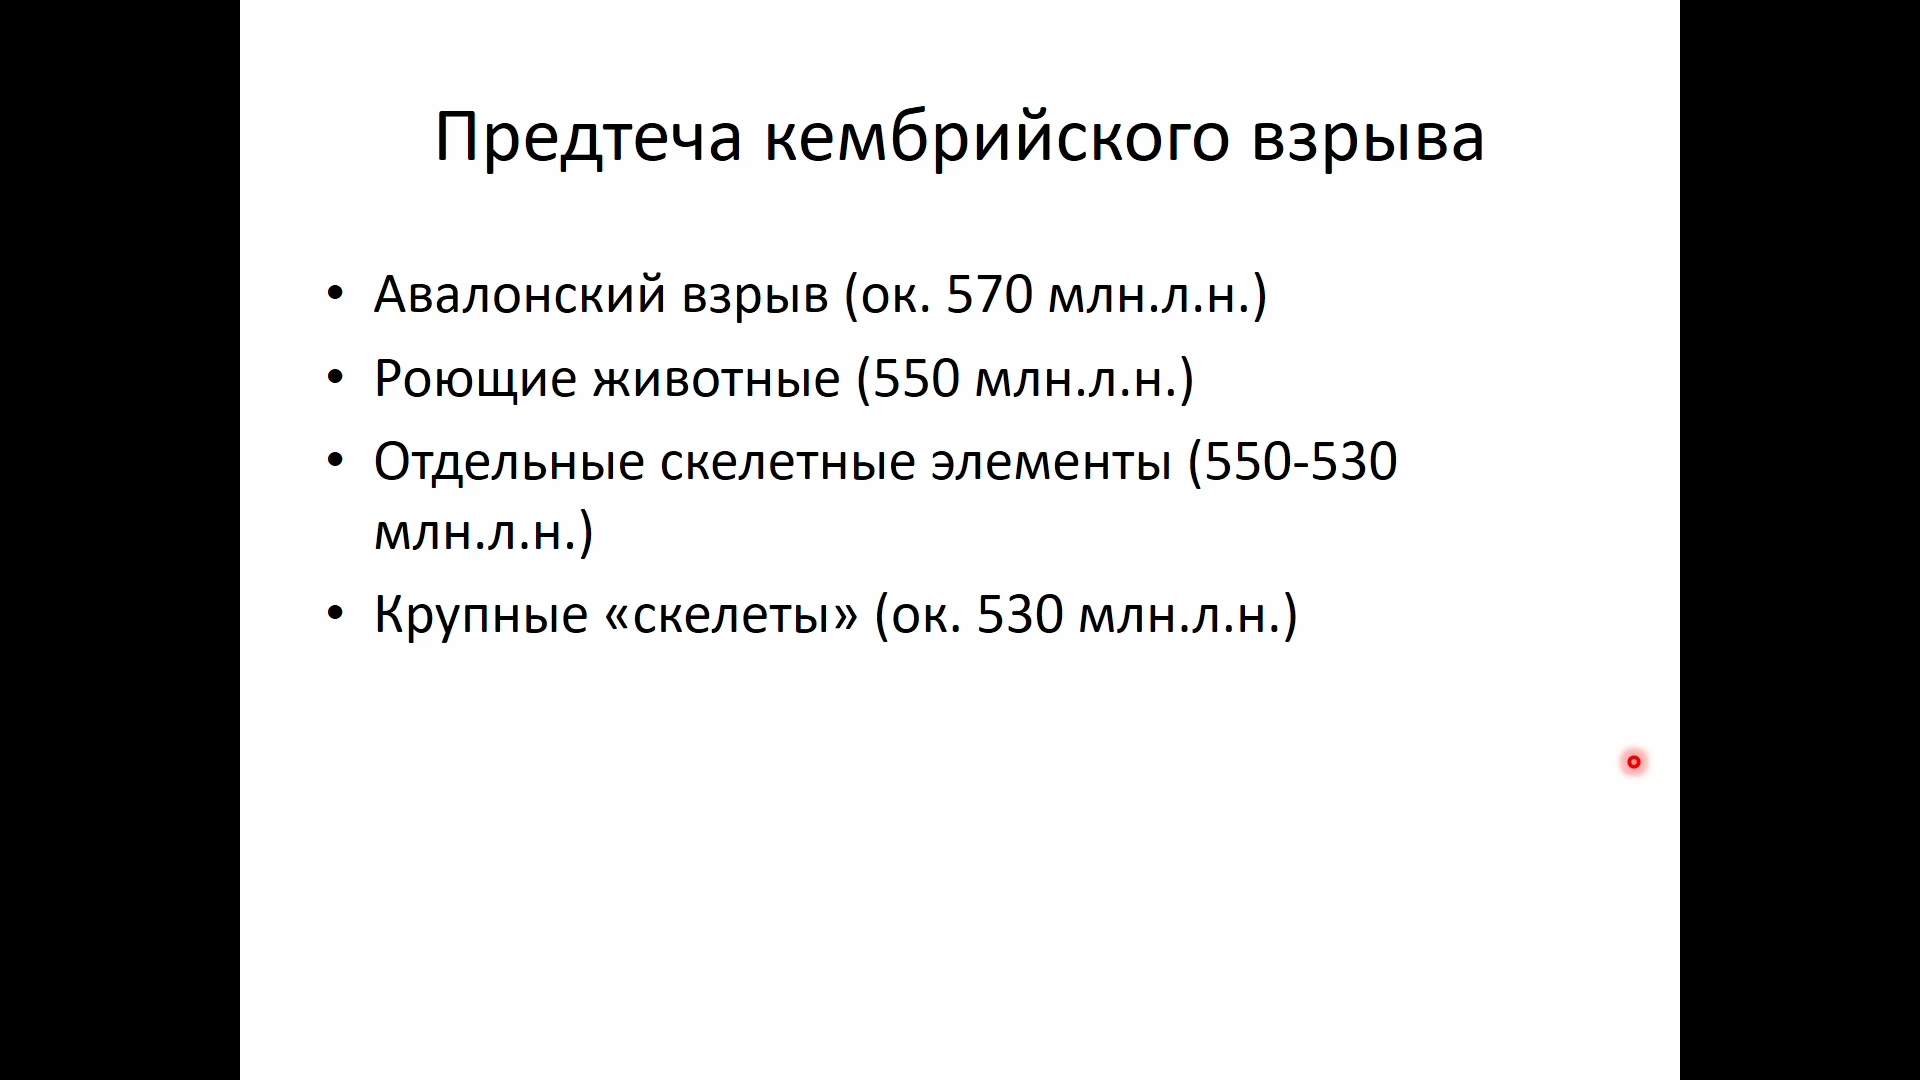 Предтеча кембрийского взрыва
• Авалонский взрыв (ок. 570 млн.л.н.)
• Роющие животные (550 млн.л.н.)
• Отдельные скелетные элементы (550-530
млн.л.н.)
• Крупные «скелеты» (ок. 530 млн.л.н.)